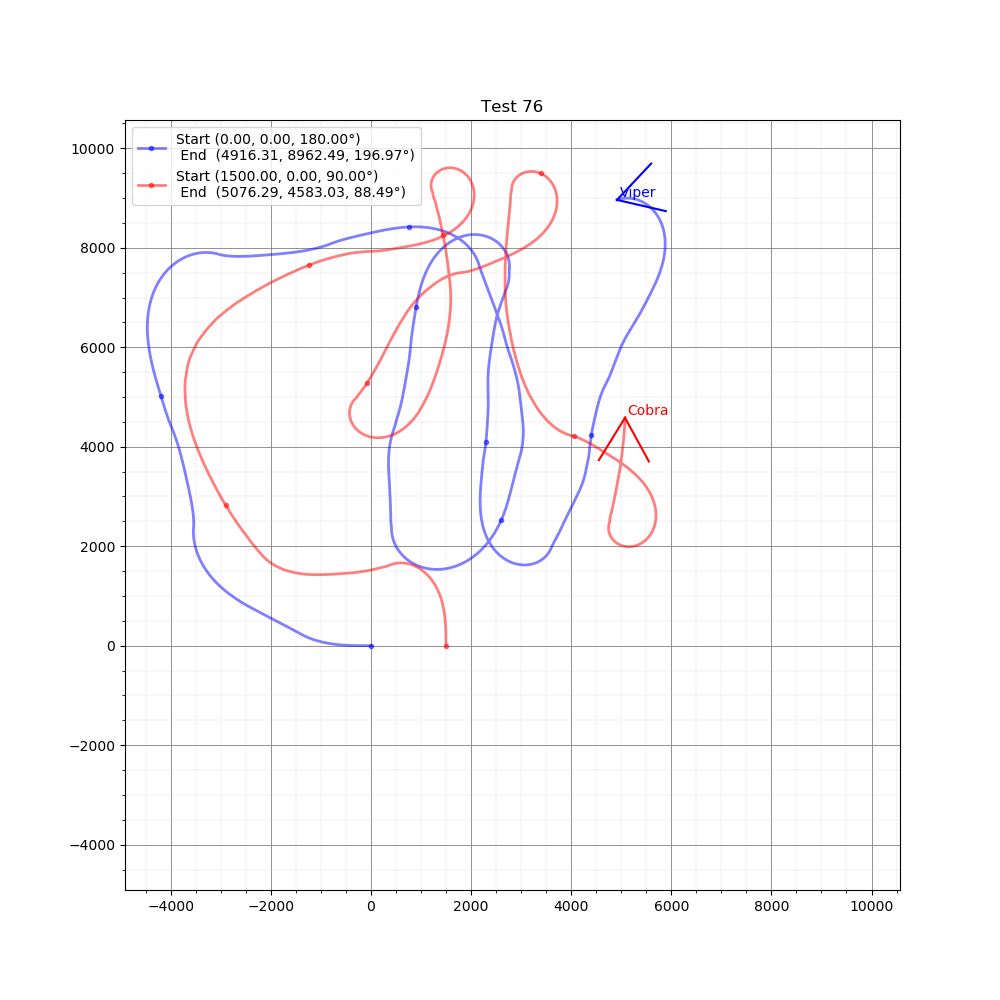 Test 76
Start (0.00, 0.00, 180.00°)
End  (4916.31, 8962.49, 196.97°)
Start (1500.00, 0.00, 90.00°)
End  (5076.29, 4583.03, 88.49°)
Viper
Cobra
10000
8000
6000
4000
2000
0
−2000
−4000
−4000 −2000 0 2000 4000 6000 8000 10000